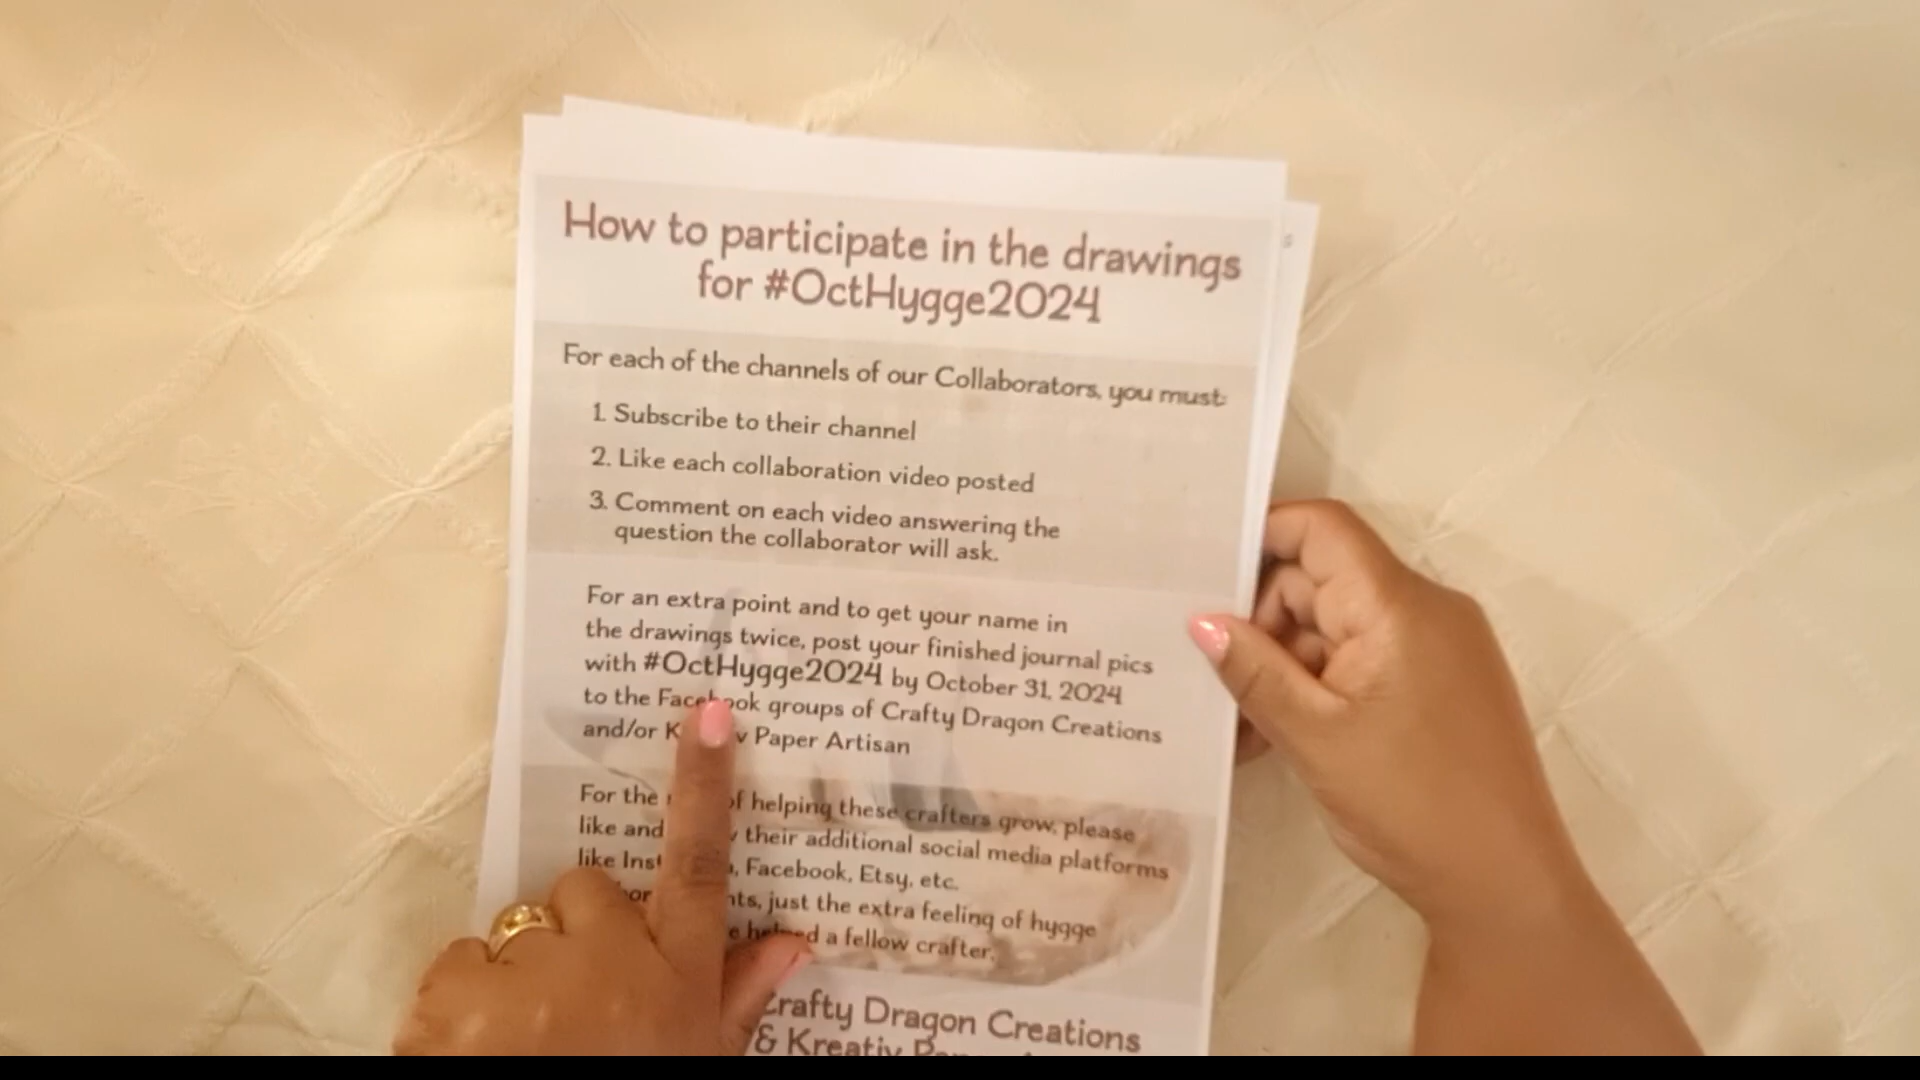 How to participate in the drawings
for #OctHygge2024
For each of the channels of our Collaborators, you must:
1. Subscribe to their channel
2. Like each collaboration video posted
3. Comment on each video answering the
question the collaborator will ask.
For an extra point and to get your name in
the drawings twice, post your finished journal pics
with #OctHygge2024 by October 31, 2024
to the Facebook groups of Crafty Dragon Creations
and/or Paper Artisan
For the of helping these crafters grow, please
like and their additional social media platforms
like Facebook, Etsy, etc.
just the extra feeling of hygge
helped a fellow crafter.
Crafty Dragon Creations
& Kreativ